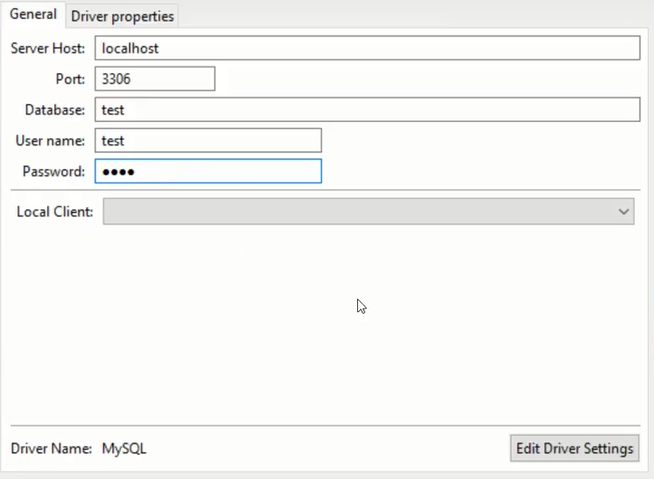 General Driver properties
Server Host: localhost
Port: 3306
Database: test
User name: test
Password: ••••
Local Client:
Driver Name: MySQL Edit Driver Settings